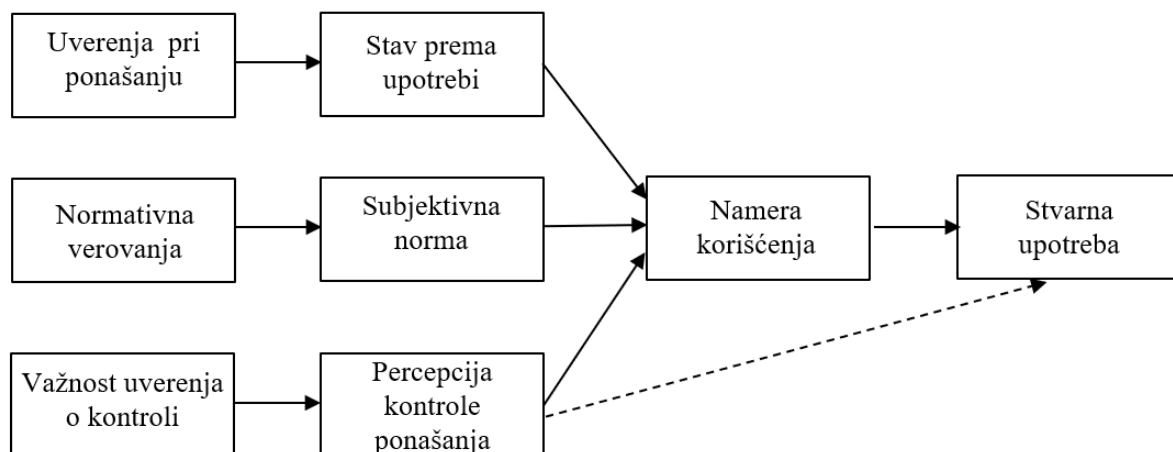 Uverenja pri
ponašanju
Stav prema
upotrebi
Normativna
verovanja
Subjektivna
norma
Namera
korišćenja
Stvarna
upotreba
Važnost uverenja
o kontroli
Percepcija
kontrole
ponašanja